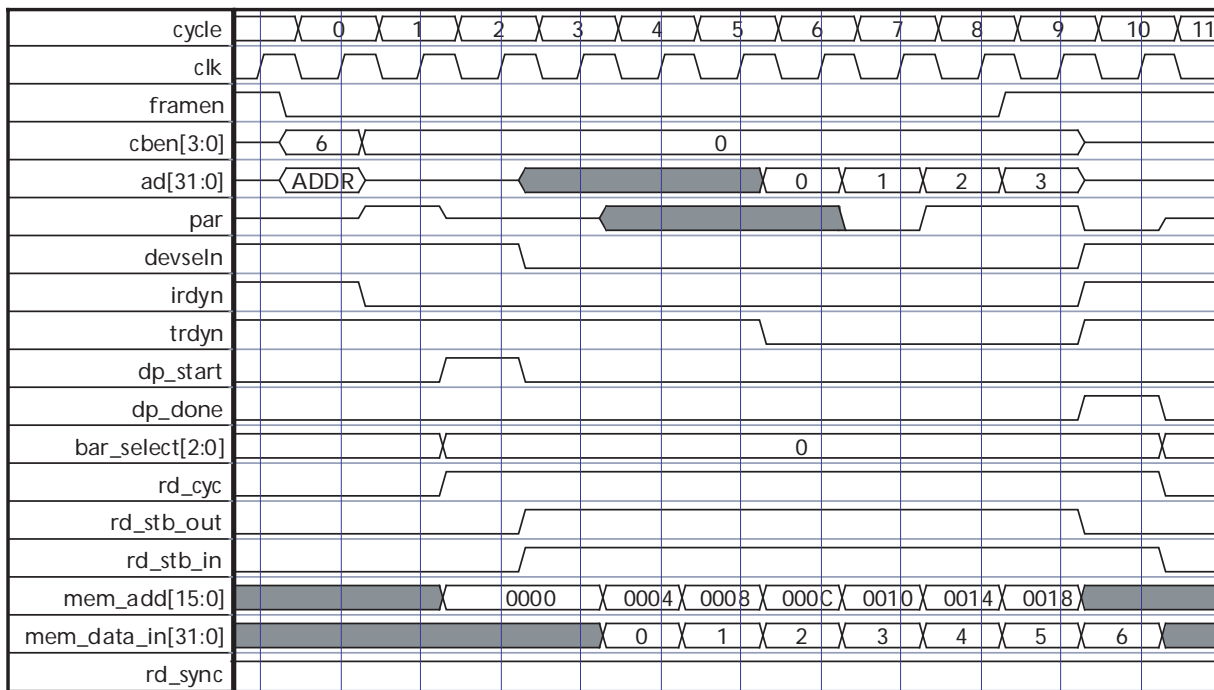 cycle 0 1 2 3 4 5 6 7 8 9 10 11
clk
framen
cben[3:0] 6 0
ad[31:0] ADDR 0 1 2 3
par
devseln
irdyn
trdyn
dp_start
dp_done
bar_select[2:0] 0
rd_cyc
rd_stb_out
rd_stb_in
mem_add[15:0] 0000 0004 0008 000C 0010 0014 0018
mem_data_in[31:0] 0 1 2 3 4 5 6
rd_sync